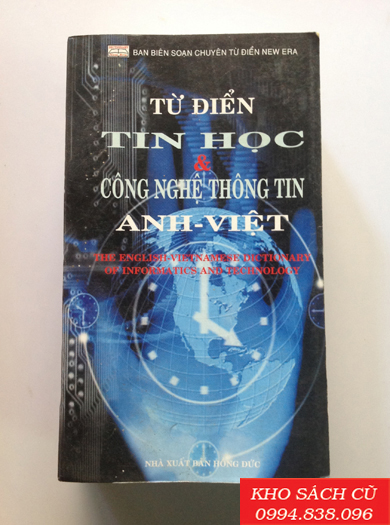 BAN BIÊN SOẠN CHUYÊN TỪ ĐIỂN NEW ERA
TỪ ĐIỂN
TIN HỌC
&
CÔNG NGHỆ THÔNG TIN
ANH-VIỆT
THE ENGLISH-VIETNAMESE DICTIONARY
OF INFORMATICS AND TECHNOLOGY
NHÀ XUẤT BẢN HỒNG ĐỨC
KHO SÁCH CŨ
0994.838.096